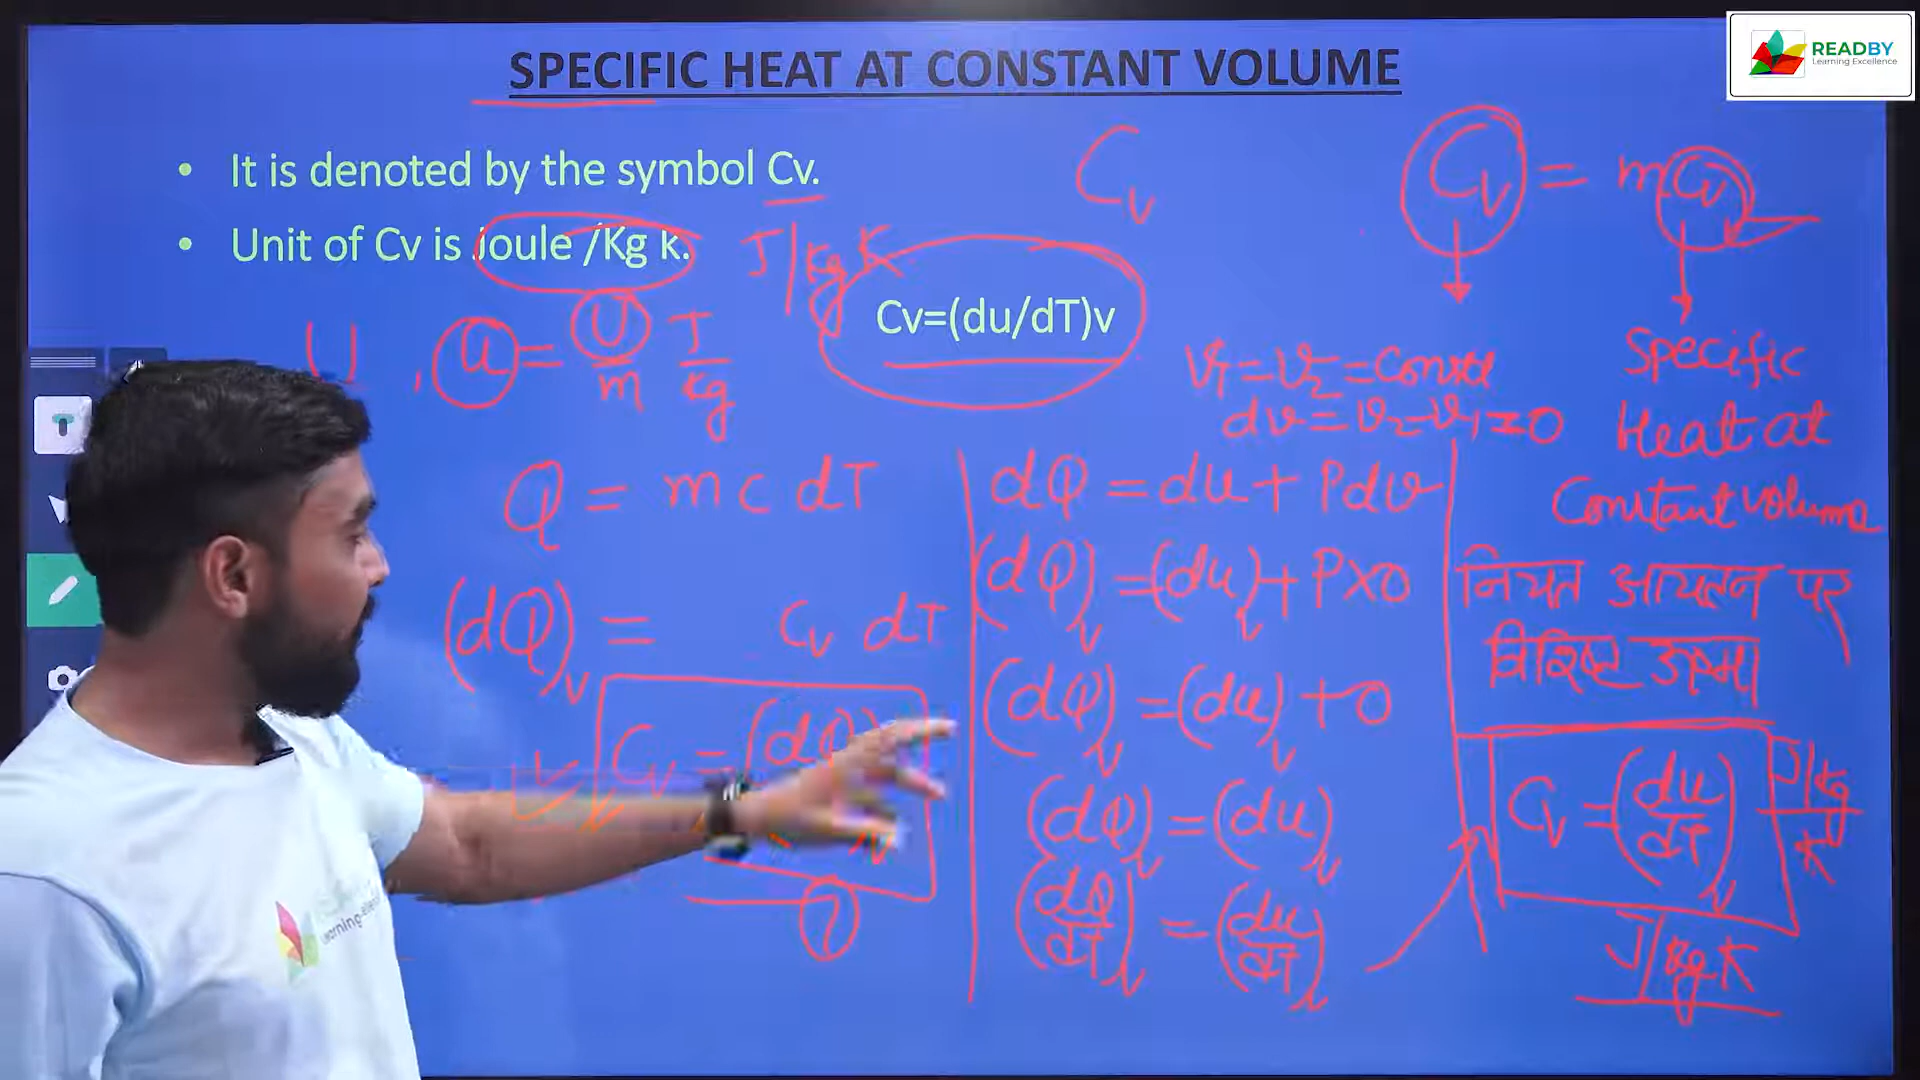 SPECIFIC HEAT AT CONSTANT VOLUME
READBY
Learning Excellence
• It is denoted by the symbol Cv.
• Unit of Cv is Joule /Kg k.
J/Kg K
Cv
Cv = mCv
Cv=(du/dT)v
U , u = U/m J/kg
v1 = v2 = Const
dv = v2-v1 = 0
Specific
Heat at
Constant volume
नियत आयतन पर
विशिष्ट ऊष्मा
Q = m c dT
(dQ)v = Cv dT
Cv = (dQ
1
dQ = du + Pdv
(dQ)v = (du)v + P×0
(dQ)v = (du)v + 0
(dQ)v = (du)v
(dQ/dT)v = (du/dT)v
Cv = (du/dT)v J/kg/K
J/kg K